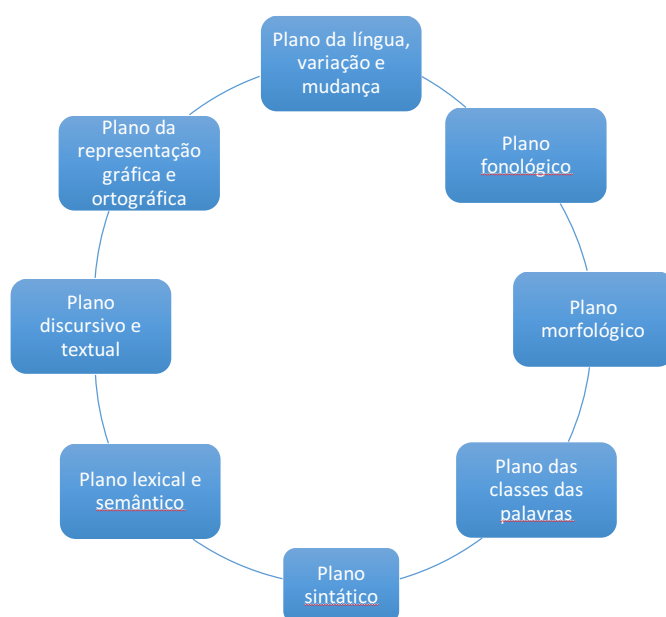 Plano da língua,
variação e
mudança
Plano
fonológico
Plano
morfológico
Plano das
classes das
palavras
Plano
sintático
Plano lexical e
semântico
Plano
discursivo e
textual
Plano da
representação
gráfica e
ortográfica